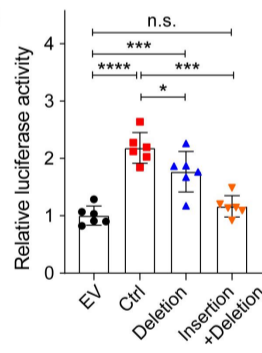 n.s.
***
**** ***
*
Relative luciferase activity
4
3
2
1
0
EV
Ctrl
Deletion
Insertion
+Deletion